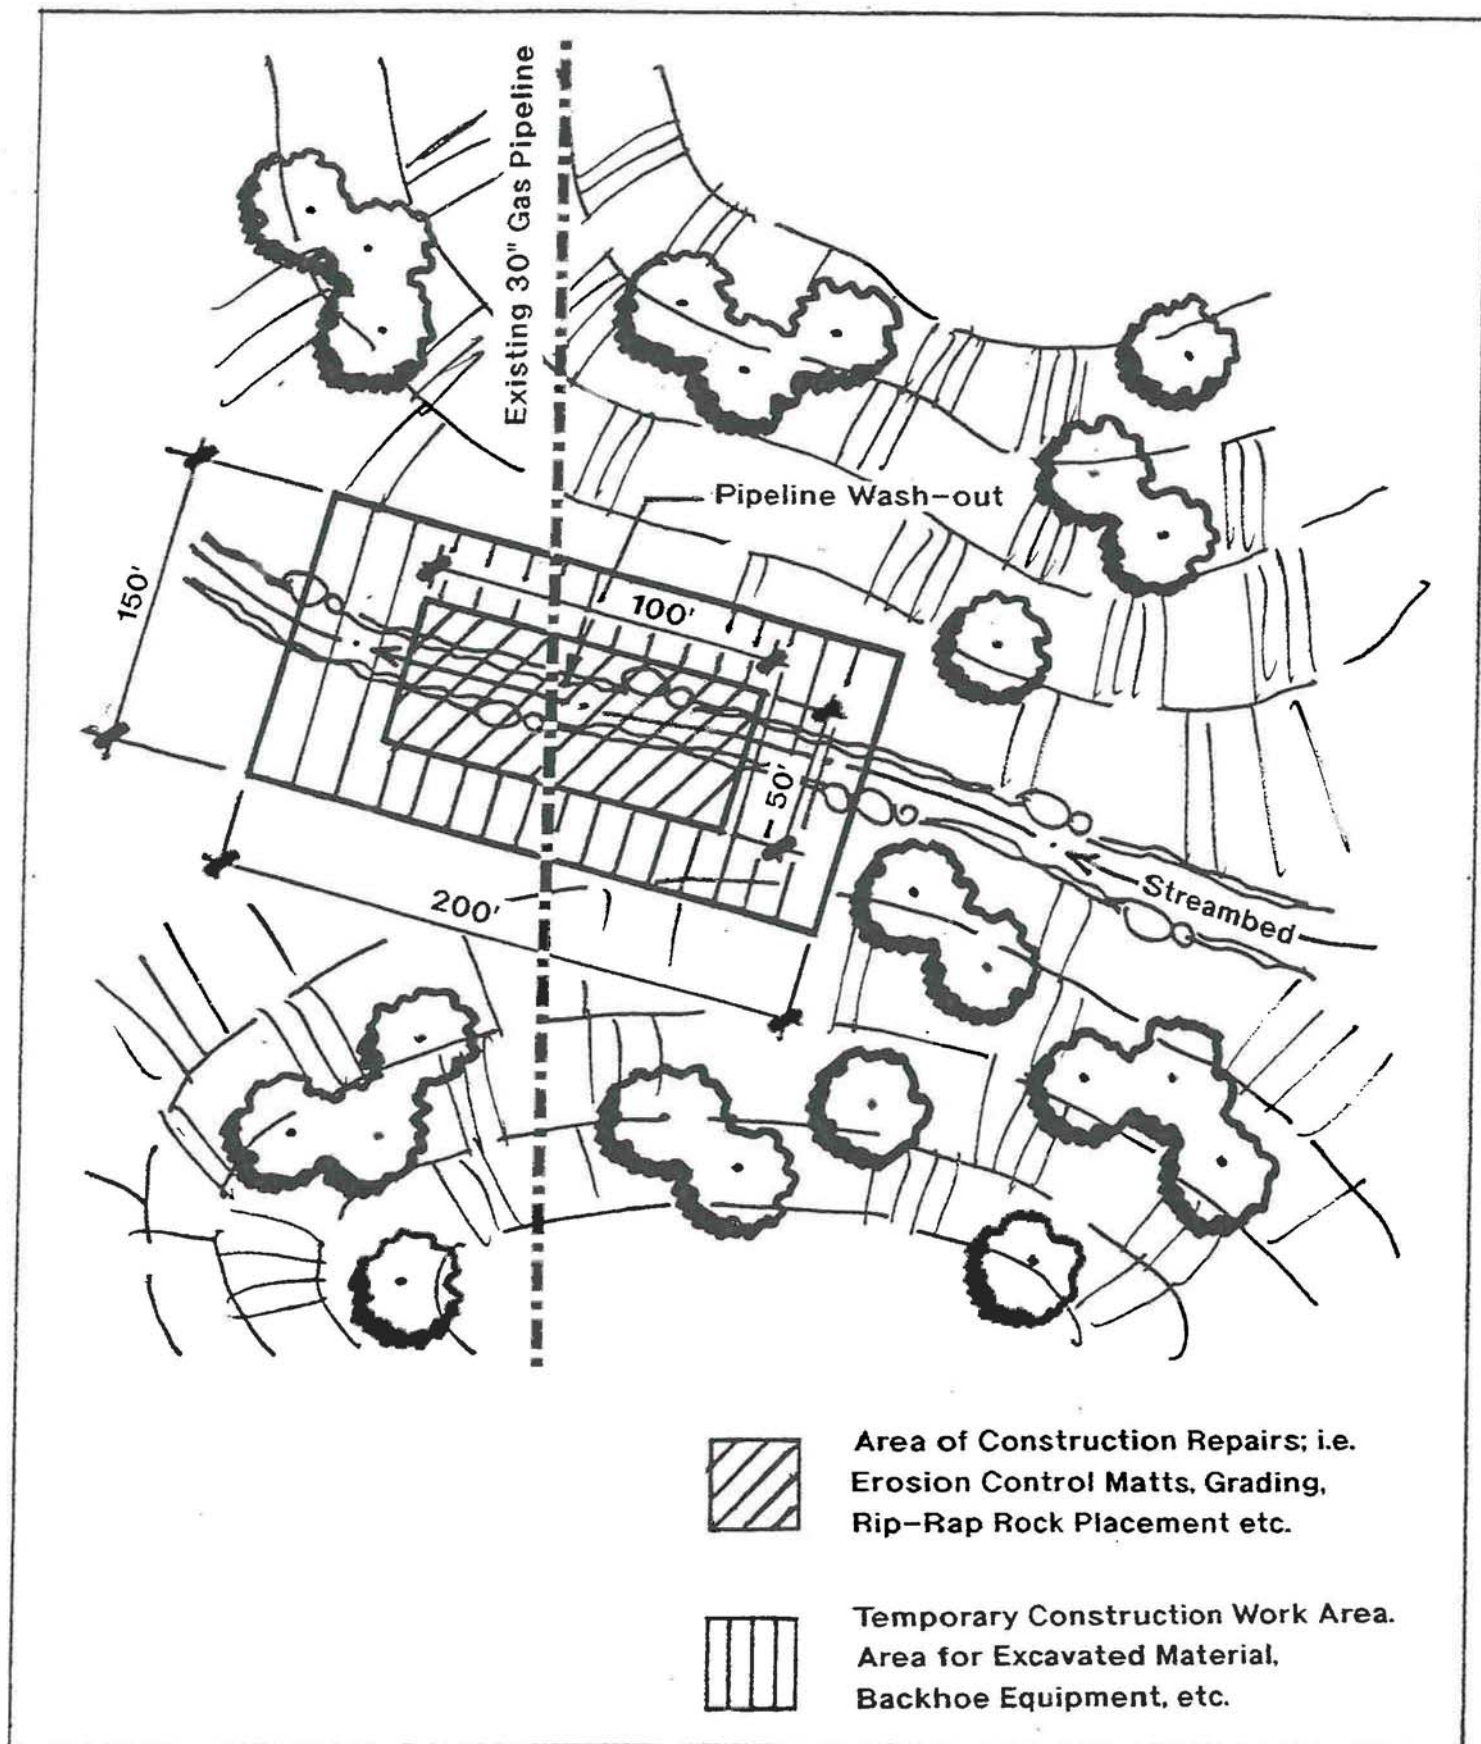 Existing 30" Gas Pipeline
Pipeline Wash-out
150'
100'
50'
200'
Streambed
Area of Construction Repairs; i.e.
Erosion Control Matts, Grading,
Rip-Rap Rock Placement etc.
Temporary Construction Work Area.
Area for Excavated Material,
Backhoe Equipment, etc.